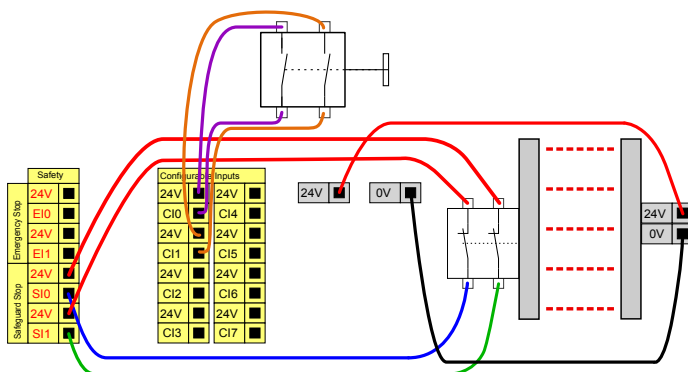 Safety
Emergency Stop
24V
EI0
24V
EI1
Safeguard Stop
24V
SI0
24V
SI1
Configurable Inputs
24V 24V
CI0 CI4
24V 24V
CI1 CI5
24V 24V
CI2 CI6
24V 24V
CI3 CI7
24V 0V
24V
0V